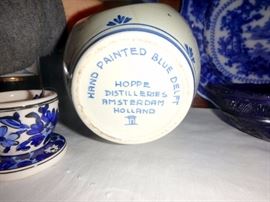 HAND PAINTED BLUE DELFT
HOPPE
DISTILLERIES
AMSTERDAM
HOLLAND